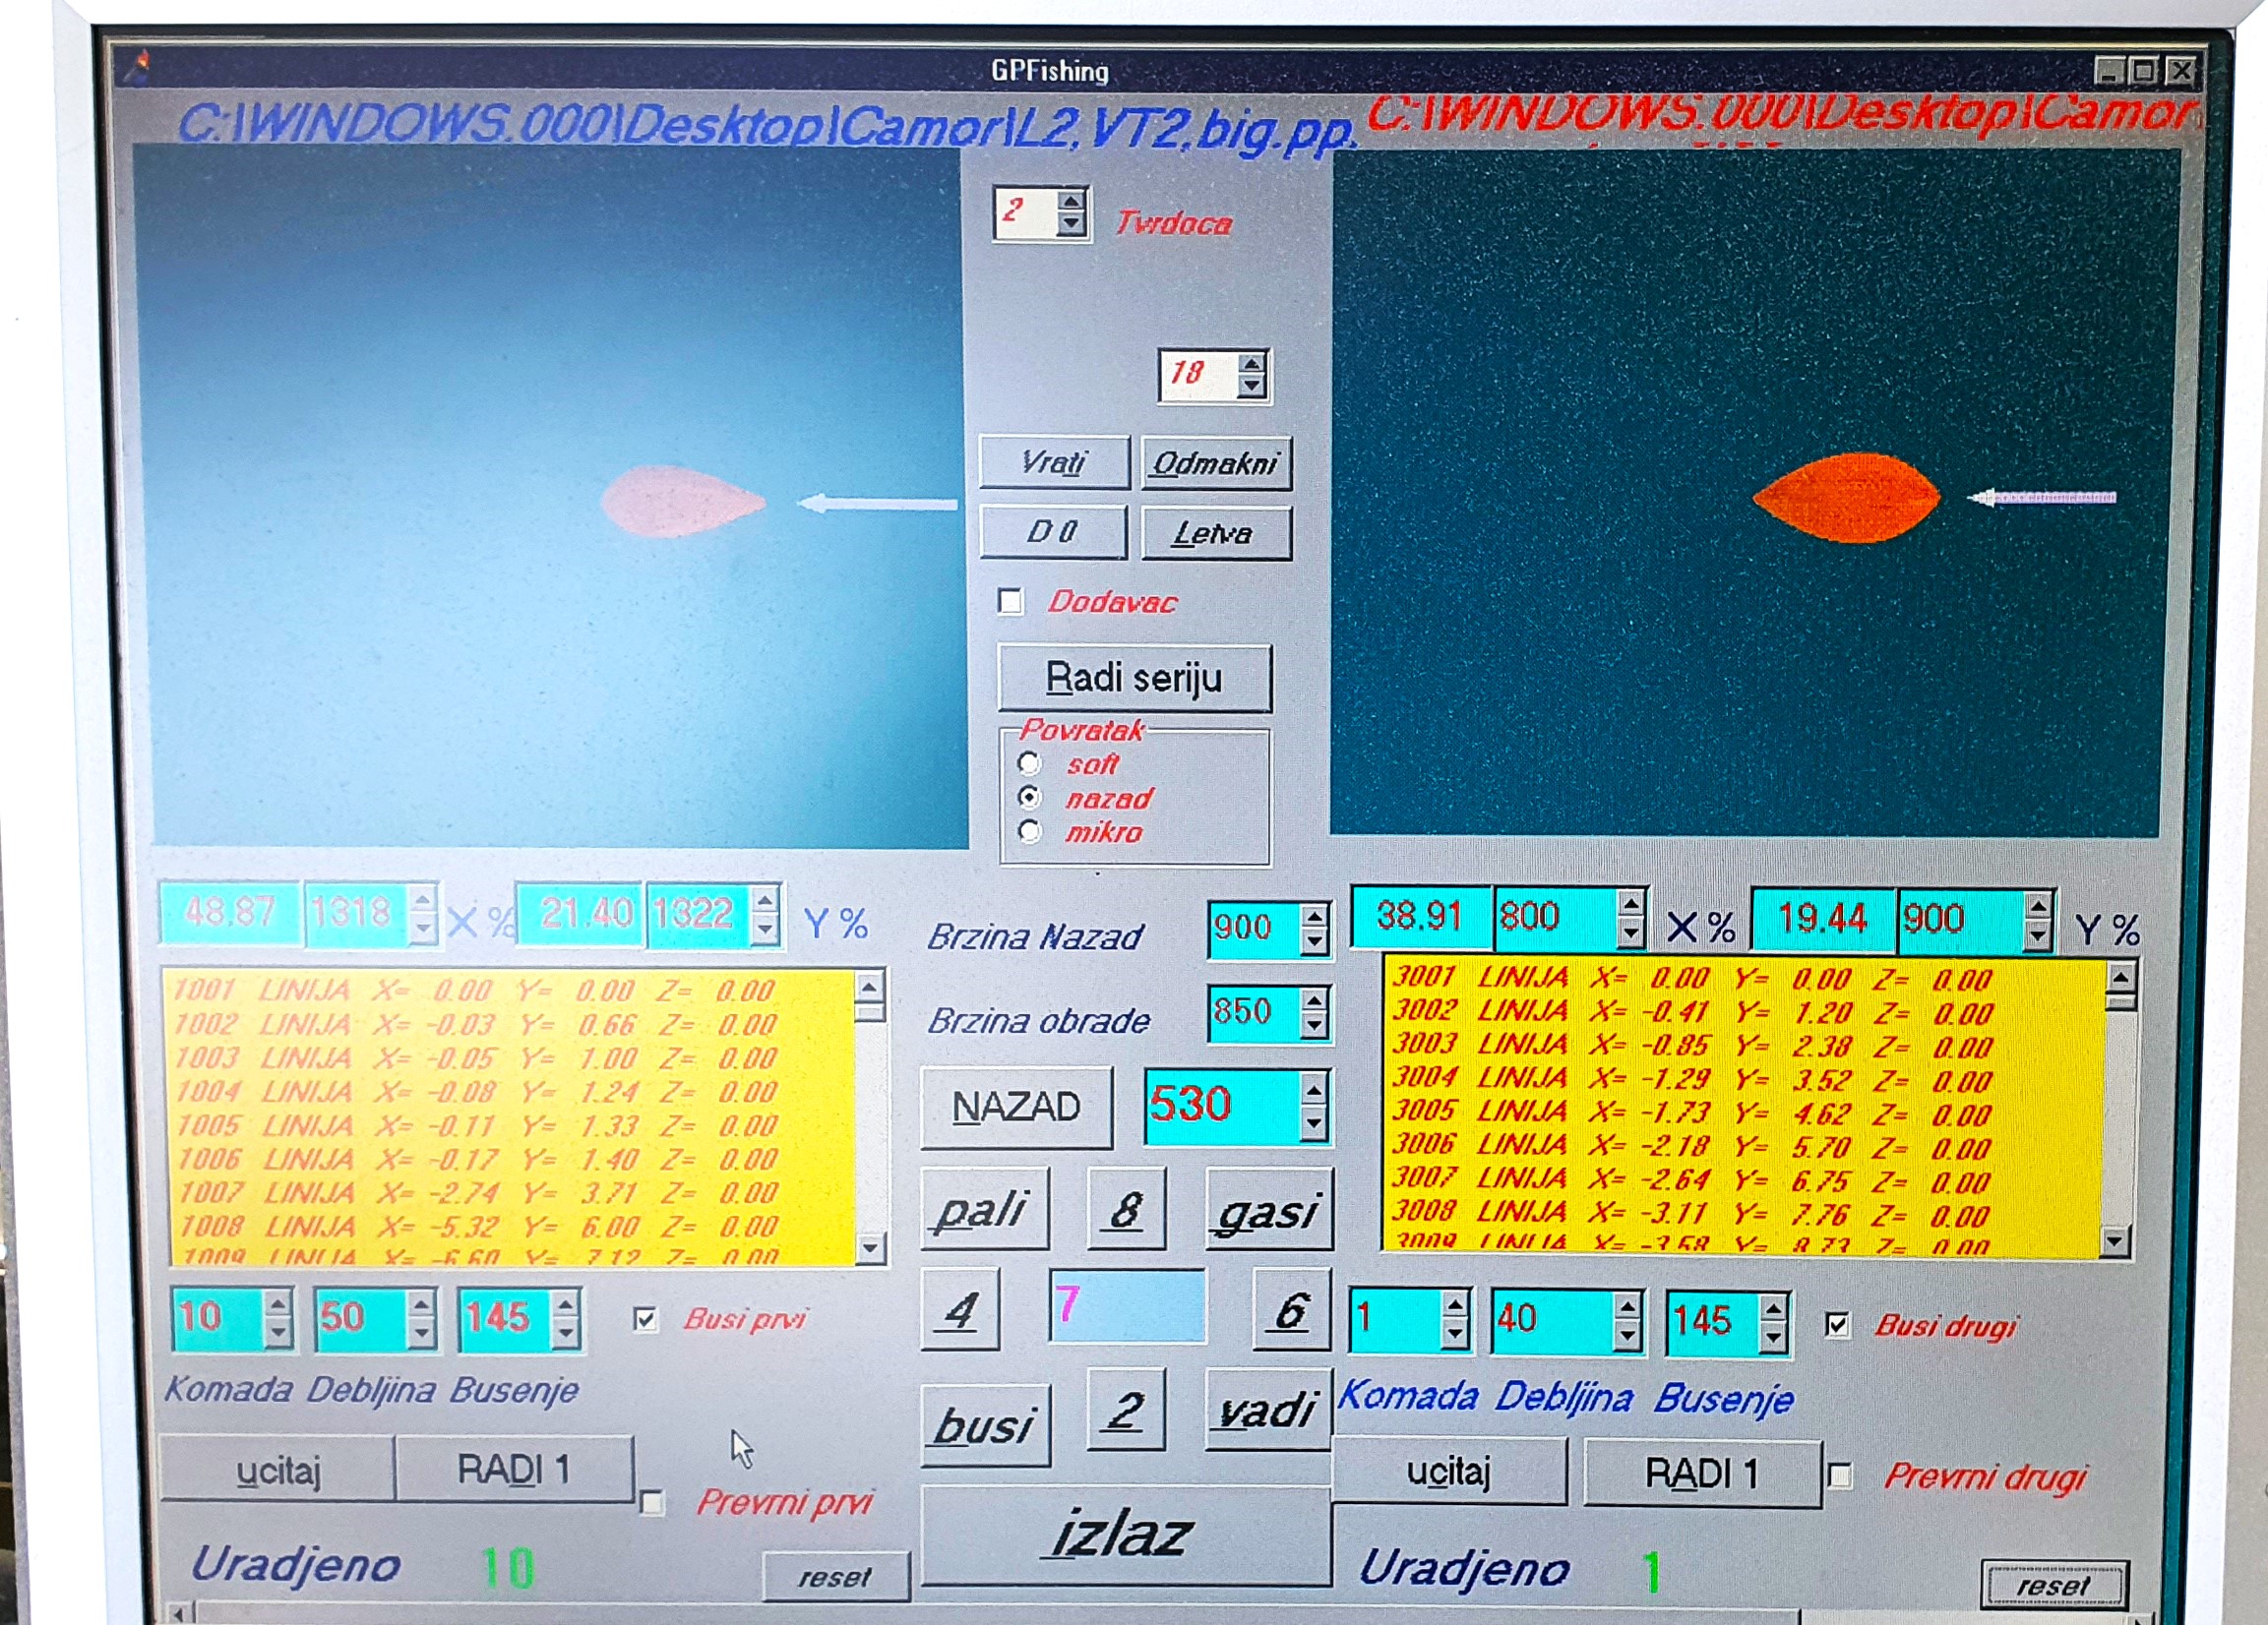 GPFishing
C:\WINDOWS.000\Desktop\Camor\L2,VT2,big.pp.
C:\WINDOWS.000\Desktop\Camor
2 Tvrdoca
18
Vrati Odmakni
D 0 Letva
Dodavac
Radi seriju
Povratak
soft
nazad
mikro
48.87 1318 X % 21.40 1322 Y %
1001 LINIJA X= 0.00 Y= 0.00 Z= 0.00
1002 LINIJA X= -0.03 Y= 0.66 Z= 0.00
1003 LINIJA X= -0.05 Y= 1.00 Z= 0.00
1004 LINIJA X= -0.08 Y= 1.24 Z= 0.00
1005 LINIJA X= -0.11 Y= 1.33 Z= 0.00
1006 LINIJA X= -0.17 Y= 1.40 Z= 0.00
1007 LINIJA X= -2.74 Y= 3.71 Z= 0.00
1008 LINIJA X= -5.32 Y= 6.00 Z= 0.00
1009 LINIJA X= -6.60 Y= 7.12 Z= 0.00
10 50 145 Busi prvi
Komada Debljina Busenje
ucitaj RADI 1
Prevrni prvi
Uradjeno 10 reset
Brzina Nazad 900
Brzina obrade 850
NAZAD 530
pali 8 gasi
4 7 6
busi 2 vadi
izlaz
38.91 800 X % 19.44 900 Y %
3001 LINIJA X= 0.00 Y= 0.00 Z= 0.00
3002 LINIJA X= -0.41 Y= 1.20 Z= 0.00
3003 LINIJA X= -0.85 Y= 2.38 Z= 0.00
3004 LINIJA X= -1.29 Y= 3.52 Z= 0.00
3005 LINIJA X= -1.73 Y= 4.62 Z= 0.00
3006 LINIJA X= -2.18 Y= 5.70 Z= 0.00
3007 LINIJA X= -2.64 Y= 6.75 Z= 0.00
3008 LINIJA X= -3.11 Y= 7.76 Z= 0.00
3009 LINIJA X= -3.58 Y= 8.73 Z= 0.00
1 40 145 Busi drugi
Komada Debljina Busenje
ucitaj RADI 1 Prevrni drugi
Uradjeno 1 reset